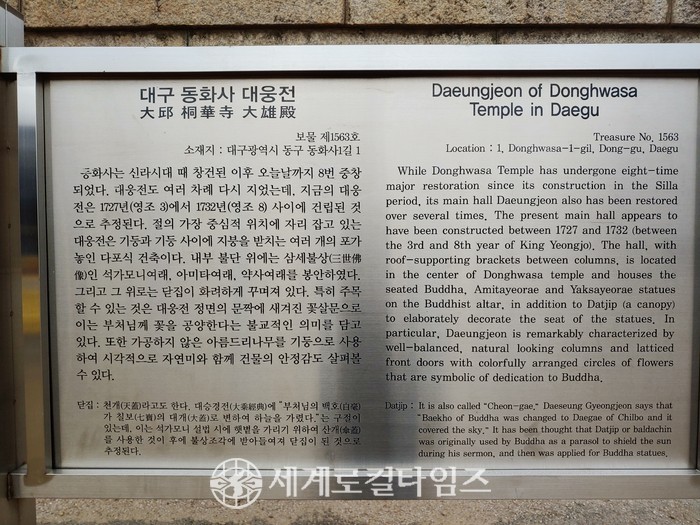 대구 동화사 대웅전
大邱 桐華寺 大雄殿
보물 제1563호
소재지 : 대구광역시 동구 동화사1길 1
동화사는 신라시대 때 창건된 이후 오늘날까지 8번 중창
되었다. 대웅전도 여러 차례 다시 지었는데, 지금의 대웅
전은 1727년(영조 3)에서 1732년(영조 8) 사이에 건립된 것
으로 추정된다. 절의 가장 중심적 위치에 자리 잡고 있는
대웅전은 기둥과 기둥 사이에 지붕을 받치는 여러 개의 포가
놓인 다포식 건축이다. 내부 불단 위에는 삼세불상(三世佛
像)인 석가모니여래, 아미타여래, 약사여래를 봉안하였다.
그리고 그 위로는 닫집이 화려하게 꾸며져 있다. 특히 주목
할 수 있는 것은 대웅전 정면의 문짝에 새겨진 꽃살문으로
이는 부처님께 꽃을 공양한다는 불교적인 의미를 담고
있다. 또한 가공하지 않은 아름드리나무를 기둥으로 사용
하여 시각적으로 자연미와 함께 건물의 안정감도 살펴볼
수 있다.
닫집 : 천개(天蓋)라고도 한다. 대승경전(大乘經典)에 "부처님의 백호(白毫)
가 칠보(七寶)의 대개(大蓋)로 변하여 하늘을 가렸다."는 구절이
있는데, 이는 석가모니 설법 시에 햇볕을 가리기 위하여 산개(傘蓋)
를 사용한 것이 후에 불상조각에 받아들여져 닫집이 된 것으로
추정된다.
Daeungjeon of Donghwasa
Temple in Daegu
Treasure No. 1563
Location : 1, Donghwasa-1-gil, Dong-gu, Daegu
While Donghwasa Temple has undergone eight-time
major restoration since its construction in the Silla
period, its main hall Daeungjeon also has been restored
over several times. The present main hall appears to
have been constructed between 1727 and 1732 (between
the 3rd and 8th year of King Yeongjo). The hall, with
roof-supporting brackets between columns, is located
in the center of Donghwasa temple and houses the
seated Buddha, Amitayeorae and Yaksayeorae statues
on the Buddhist altar. in addition to Datjip (a canopy)
to elaborately decorate the seat of the statues. In
particular, Daeungjeon is remarkably characterized by
well-balanced, natural looking columns and latticed
front doors with colorfully arranged circles of flowers
that are symbolic of dedication to Buddha.
Datjip : It is also called "Cheon-gae." Daeseung Gyeongjeon says that
"Baekho of Buddha was changed to Daegae of Chilbo and it
covered the sky." It has been thought that Datjip or baldachin
was originally used by Buddha as a parasol to shield the sun
during his sermon, and then was applied for Buddha statues.
세계로컬타임즈